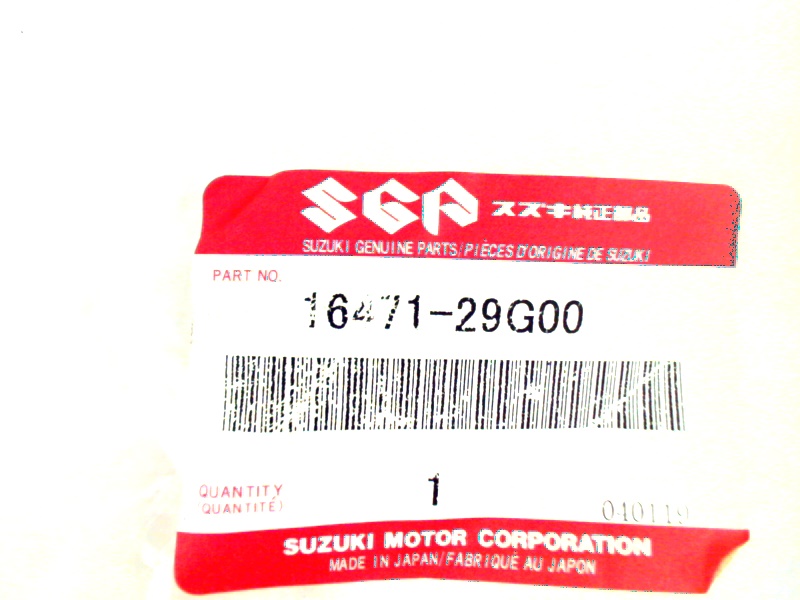 SGP スズキ純正部品
SUZUKI GENUINE PARTS/PIÈCES D'ORIGINE DE SUZUKI
PART NO.
16471-29G00
QUANTITY 1
QUANTITÉ)
040119
SUZUKI MOTOR CORPORATION
MADE IN JAPAN/FABRIQUÉ AU JAPON